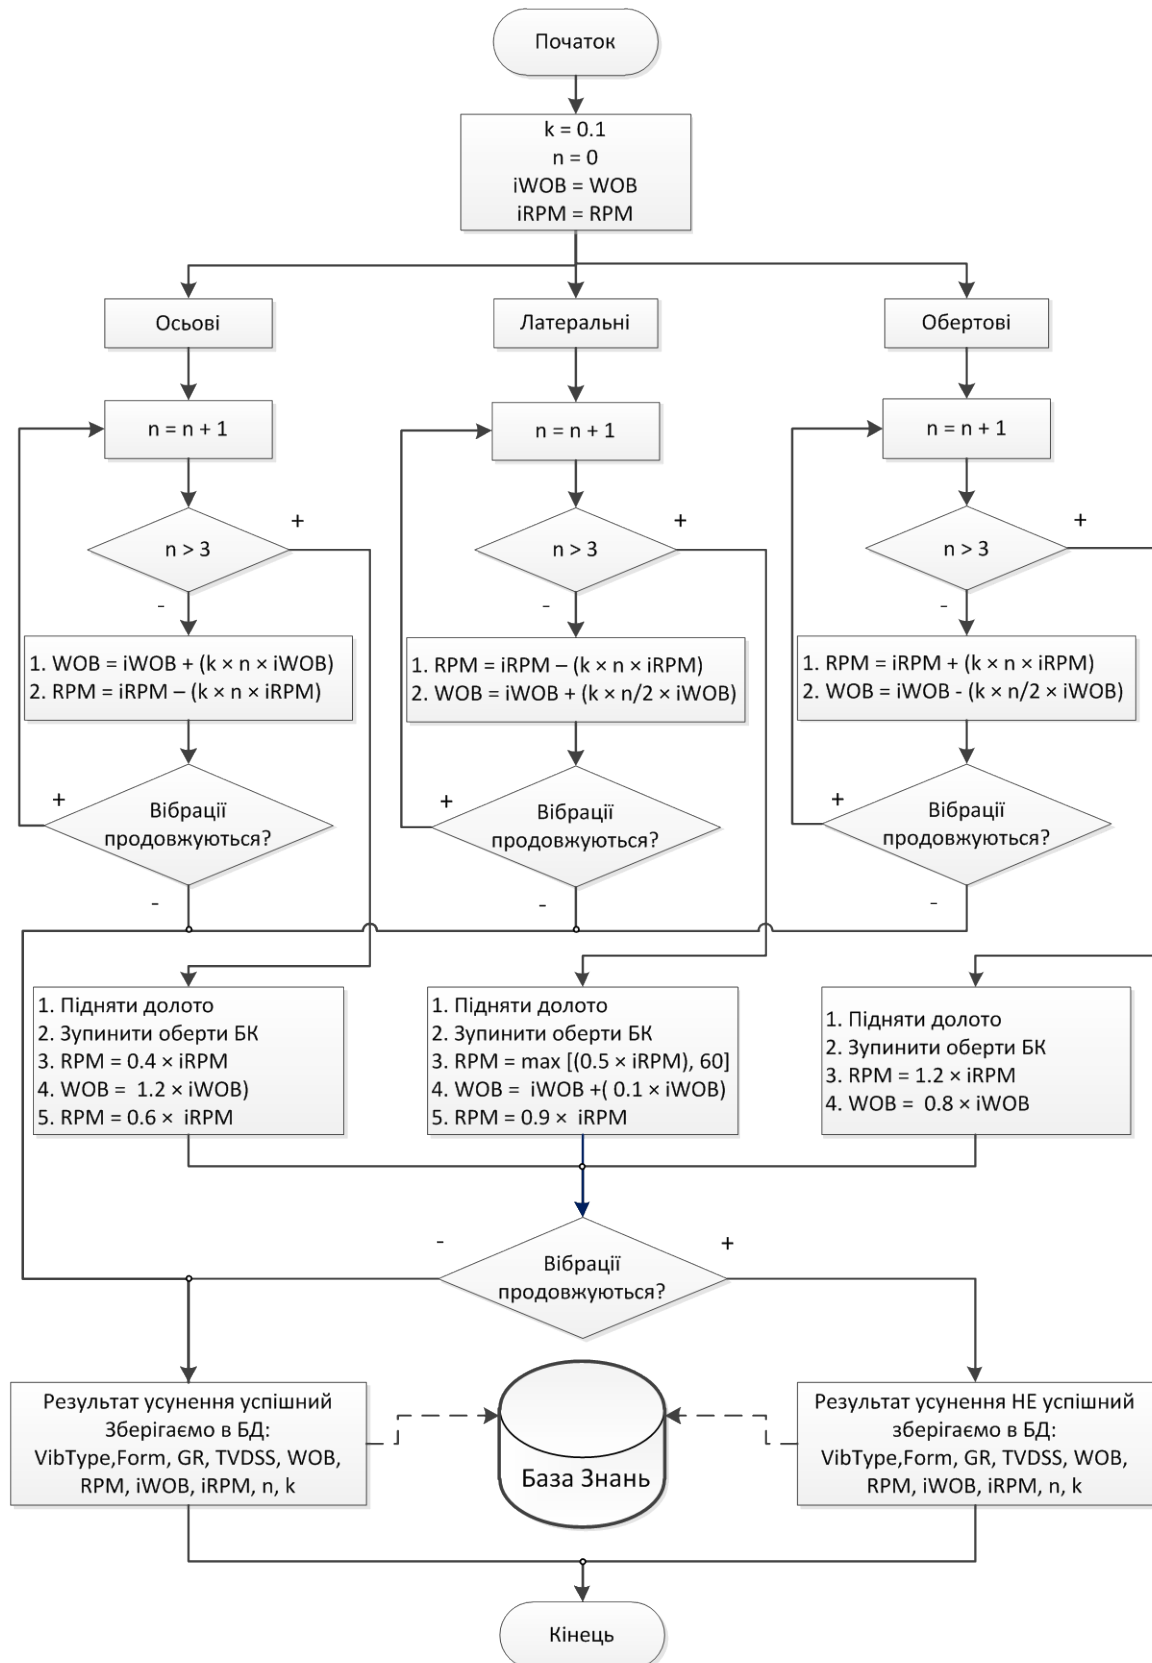 Початок
k = 0.1
n = 0
iWOB = WOB
iRPM = RPM
Осьові
Латеральні
Обертові
n = n + 1
n = n + 1
n = n + 1
n > 3
+
-
n > 3
+
-
n > 3
+
-
1. WOB = iWOB + (k × n × iWOB)
2. RPM = iRPM – (k × n × iRPM)
1. RPM = iRPM – (k × n × iRPM)
2. WOB = iWOB + (k × n/2 × iWOB)
1. RPM = iRPM + (k × n × iRPM)
2. WOB = iWOB - (k × n/2 × iWOB)
+
Вібрації
продовжуються?
-
+
Вібрації
продовжуються?
-
+
Вібрації
продовжуються?
-
1. Підняти долото
2. Зупинити оберти БК
3. RPM = 0.4 × iRPM
4. WOB = 1.2 × iWOB)
5. RPM = 0.6 × iRPM
1. Підняти долото
2. Зупинити оберти БК
3. RPM = max [(0.5 × iRPM), 60]
4. WOB = iWOB +( 0.1 × iWOB)
5. RPM = 0.9 × iRPM
1. Підняти долото
2. Зупинити оберти БК
3. RPM = 1.2 × iRPM
4. WOB = 0.8 × iWOB
-
+
Вібрації
продовжуються?
Результат усунення успішний
Зберігаємо в БД:
VibType,Form, GR, TVDSS, WOB,
RPM, iWOB, iRPM, n, k
База Знань
Результат усунення НЕ успішний
зберігаємо в БД:
VibType,Form, GR, TVDSS, WOB,
RPM, iWOB, iRPM, n, k
Кінець